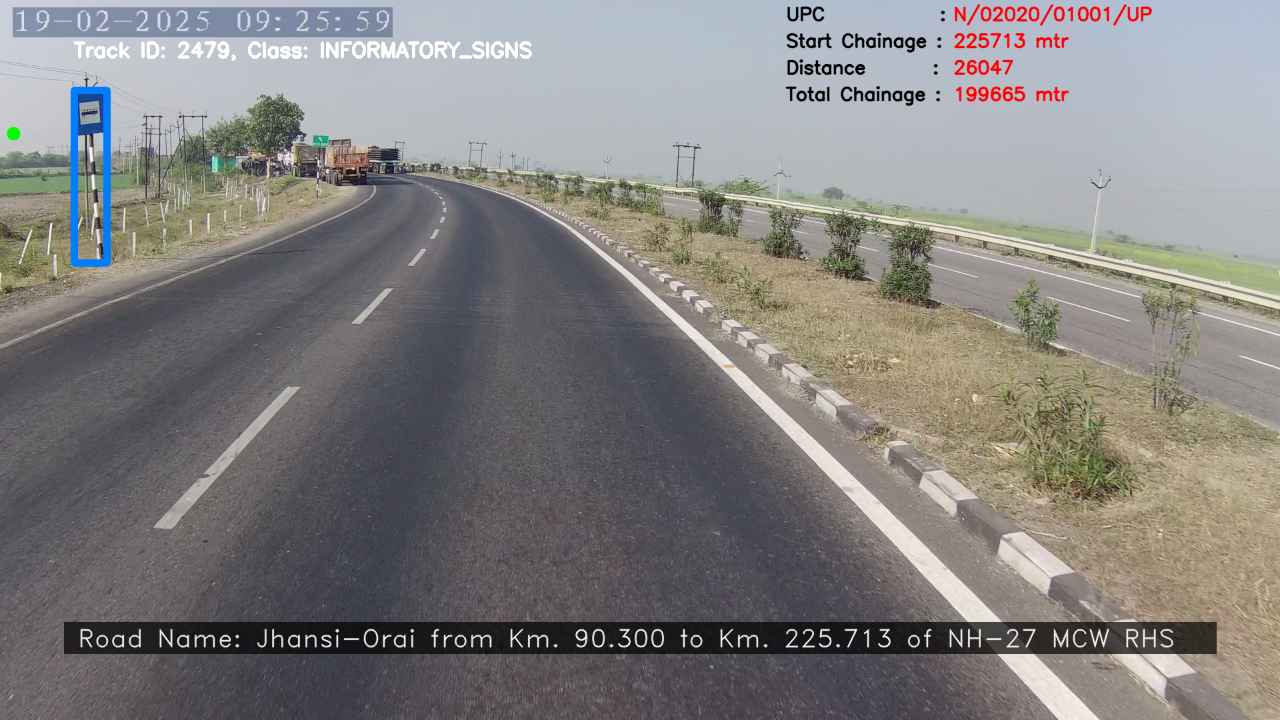 19-02-2025 09:25:59
Track ID: 2479, Class: INFORMATORY_SIGNS
UPC : N/02020/01001/UP
Start Chainage : 225713 mtr
Distance : 26047
Total Chainage : 199665 mtr
Road Name: Jhansi-Orai from Km. 90.300 to Km. 225.713 of NH-27 MCW RHS